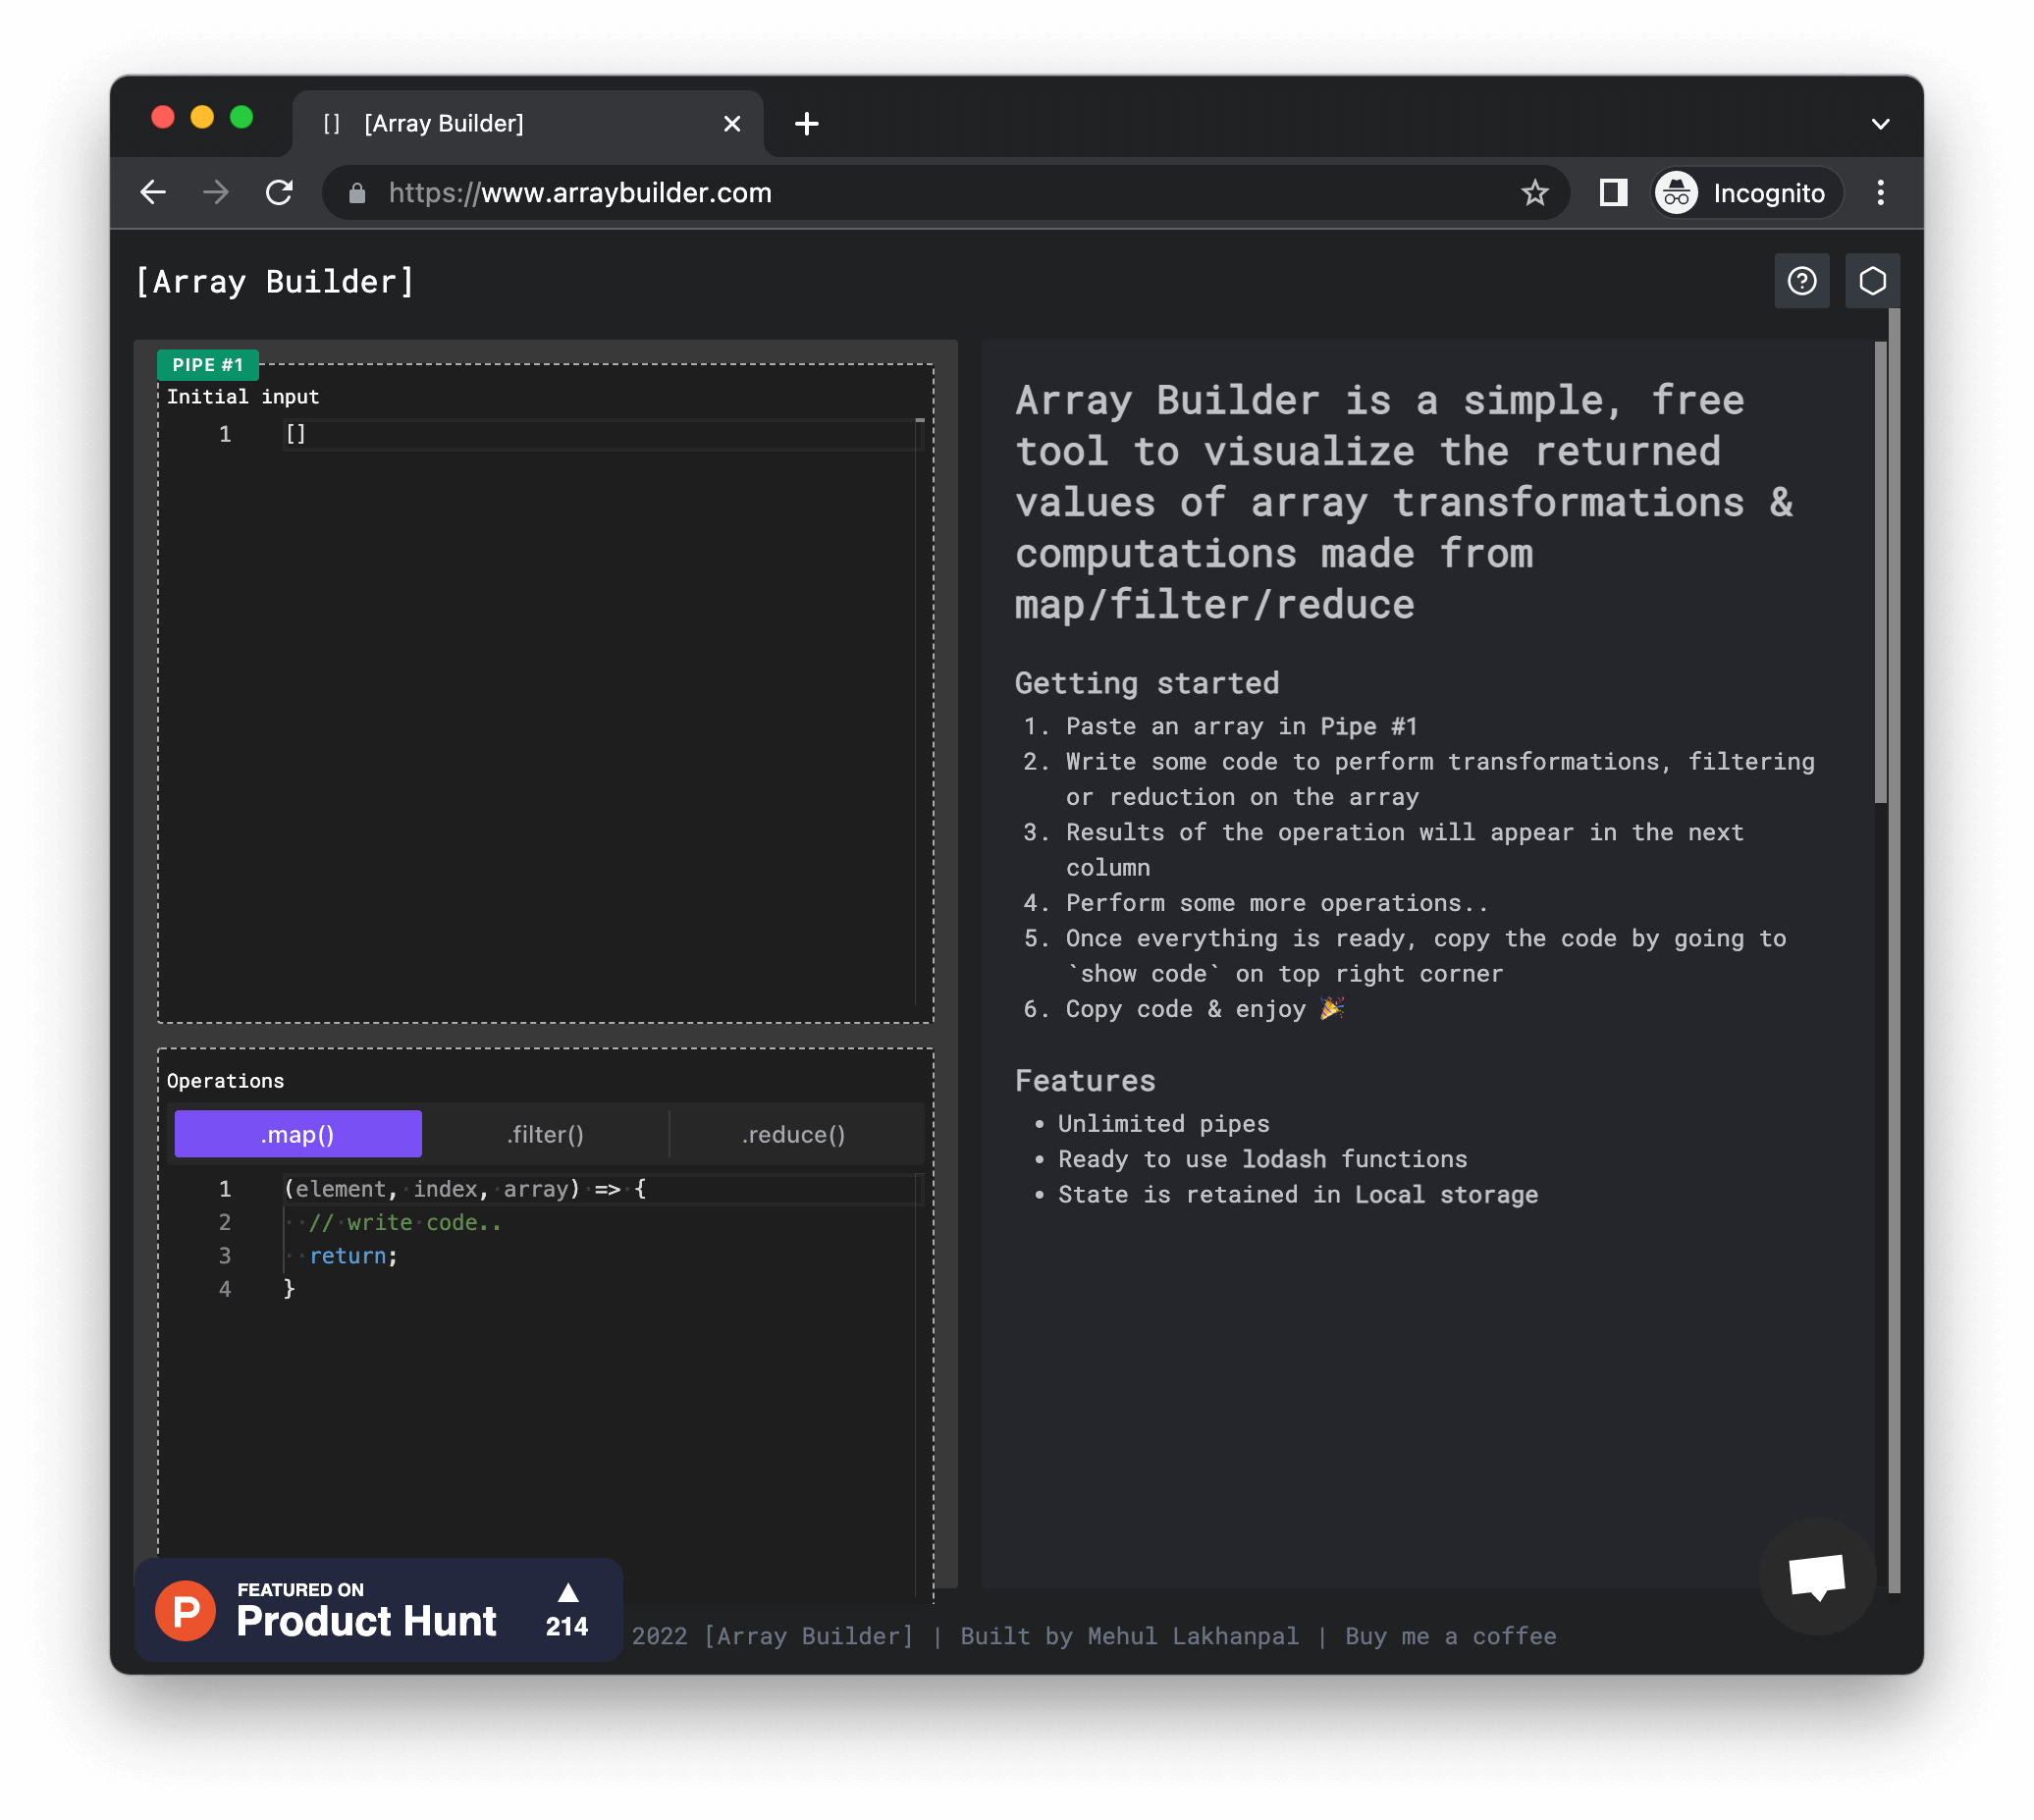 [] [Array Builder]
https://www.arraybuilder.com
Incognito
[Array Builder]
PIPE #1
Initial input
1 []
Operations
.map() .filter() .reduce()
1 (element, index, array) => {
2 // write code..
3 return;
4 }
Array Builder is a simple, free
tool to visualize the returned
values of array transformations &
computations made from
map/filter/reduce
Getting started
1. Paste an array in Pipe #1
2. Write some code to perform transformations, filtering
or reduction on the array
3. Results of the operation will appear in the next
column
4. Perform some more operations..
5. Once everything is ready, copy the code by going to
`show code` on top right corner
6. Copy code & enjoy 🎉
Features
• Unlimited pipes
• Ready to use lodash functions
• State is retained in Local storage
P
FEATURED ON
Product Hunt
▲
214
2022 [Array Builder] | Built by Mehul Lakhanpal | Buy me a coffee